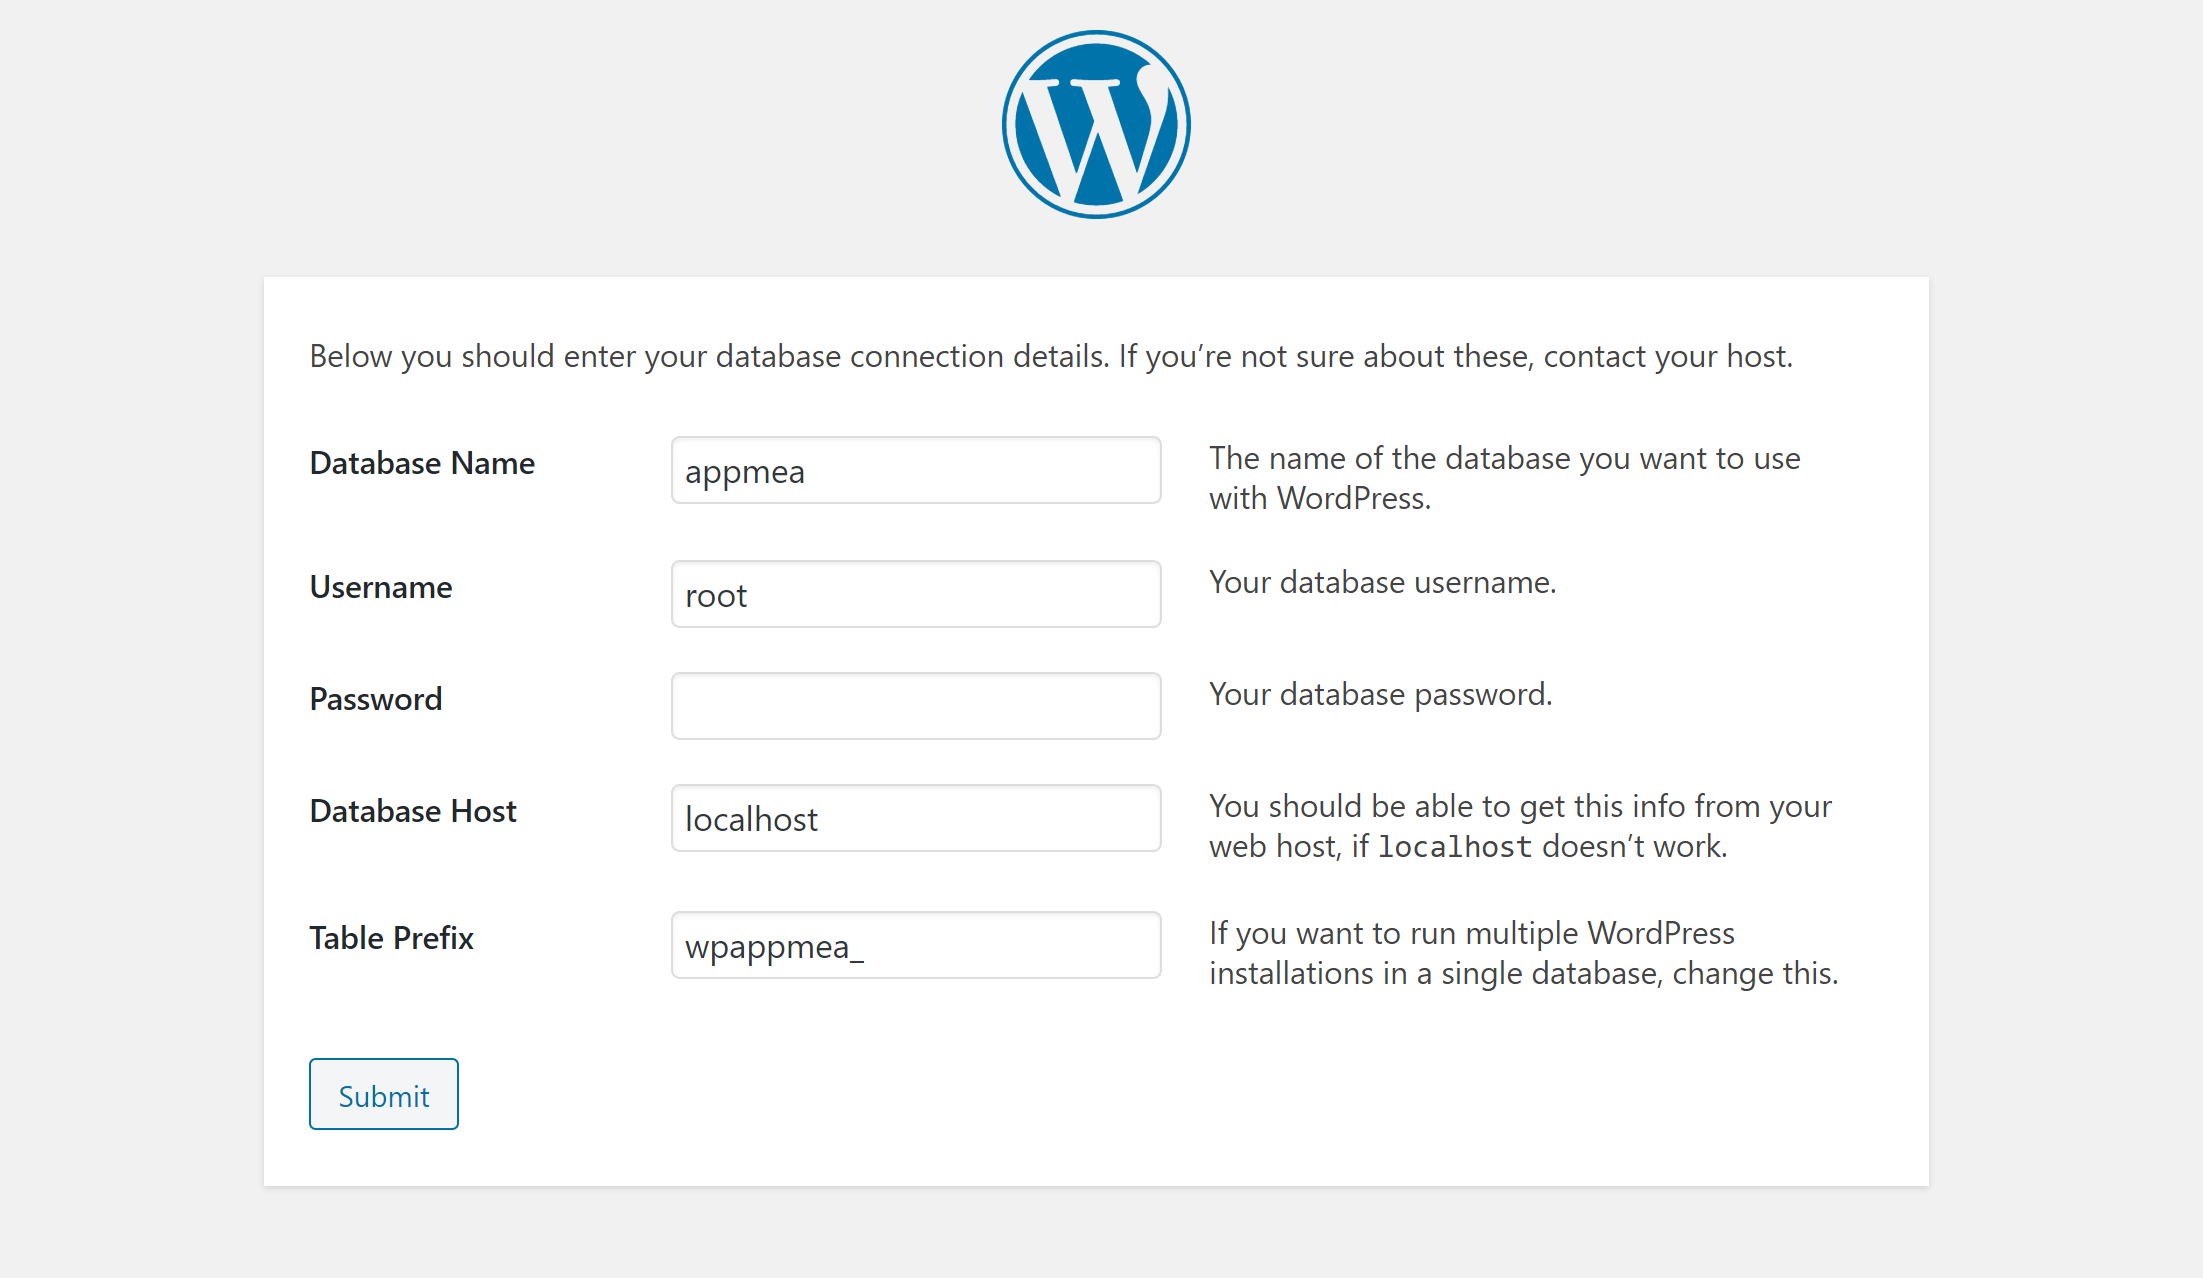 Below you should enter your database connection details. If you’re not sure about these, contact your host.
Database Name
appmea
The name of the database you want to use
with WordPress.
Username
root
Your database username.
Password
Your database password.
Database Host
localhost
You should be able to get this info from your
web host, if localhost doesn’t work.
Table Prefix
wpappmea_
If you want to run multiple WordPress
installations in a single database, change this.
Submit